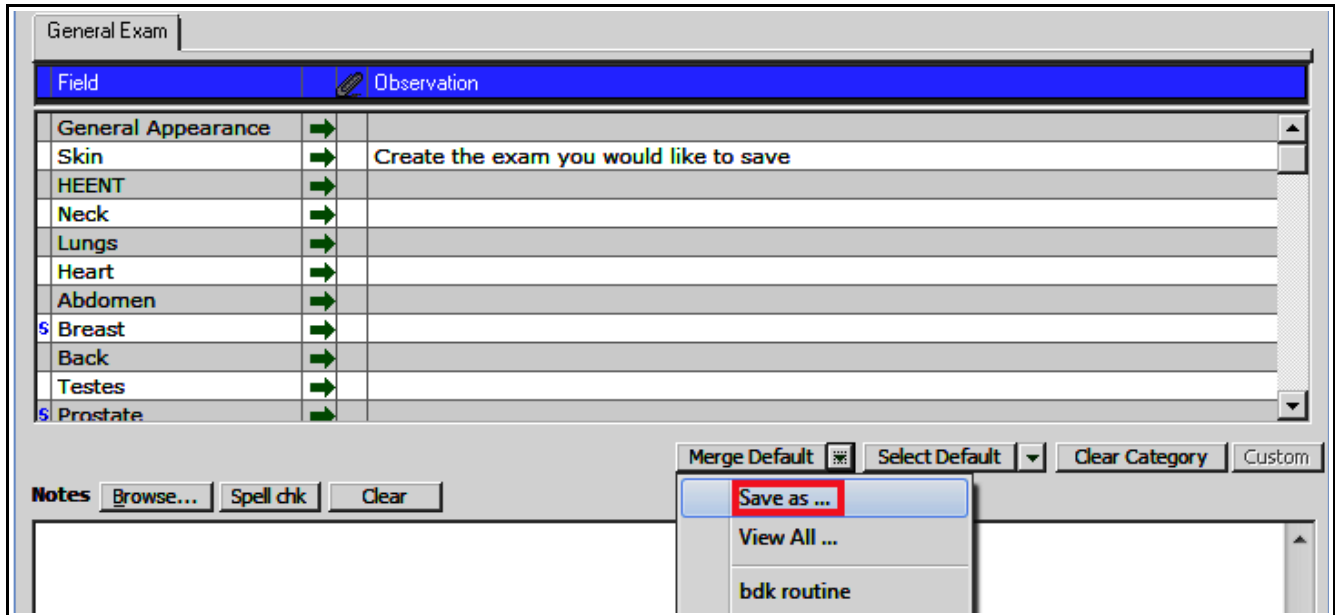 General Exam
Field Observation
General Appearance
Skin Create the exam you would like to save
HEENT
Neck
Lungs
Heart
Abdomen
S Breast
Back
Testes
S Prostate
Merge Default Select Default Clear Category Custom
Notes Browse... Spell chk Clear
Save as ...
View All ...
bdk routine